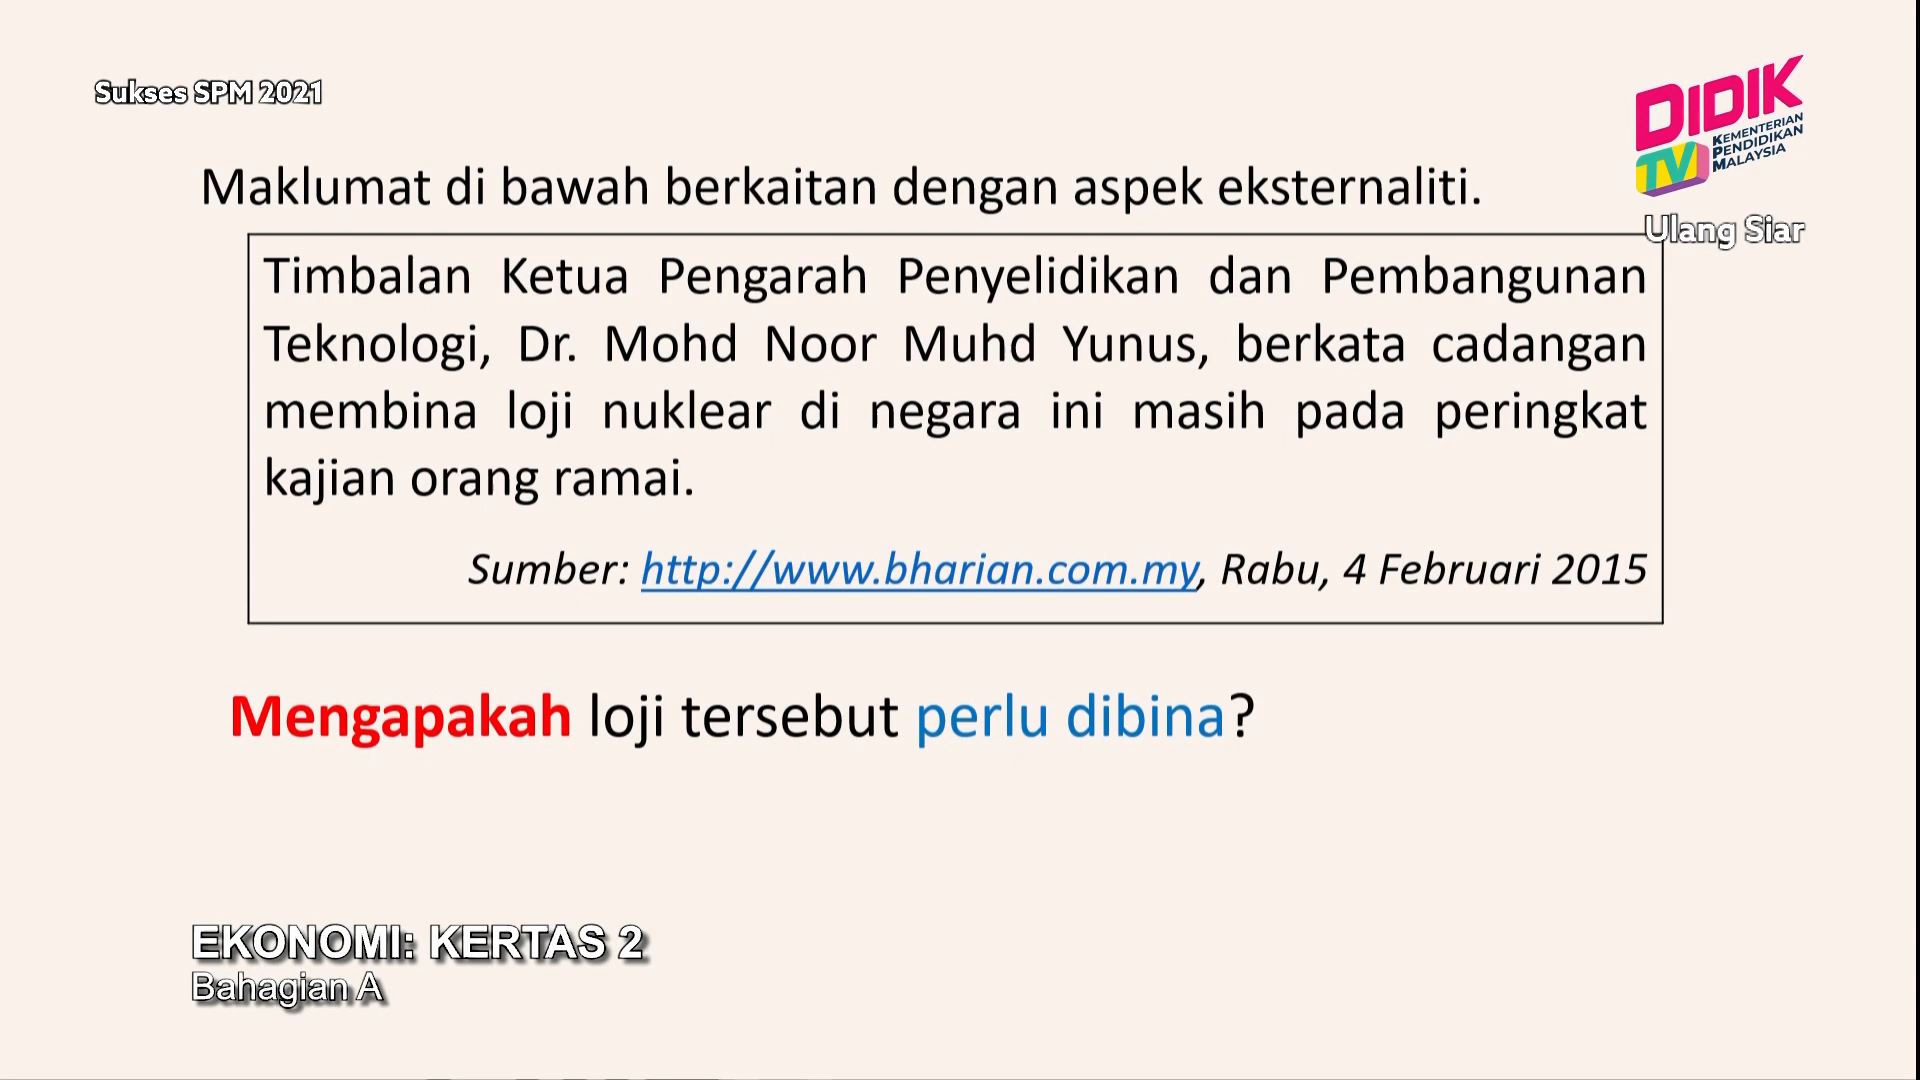 Sukses SPM 2021
DIDIK
TV
KEMENTERIAN
PENDIDIKAN
MALAYSIA
Ulang Siar
Maklumat di bawah berkaitan dengan aspek eksternaliti.
Timbalan Ketua Pengarah Penyelidikan dan Pembangunan
Teknologi, Dr. Mohd Noor Muhd Yunus, berkata cadangan
membina loji nuklear di negara ini masih pada peringkat
kajian orang ramai.
Sumber: http://www.bharian.com.my, Rabu, 4 Februari 2015
Mengapakah loji tersebut perlu dibina?
EKONOMI: KERTAS 2
Bahagian A